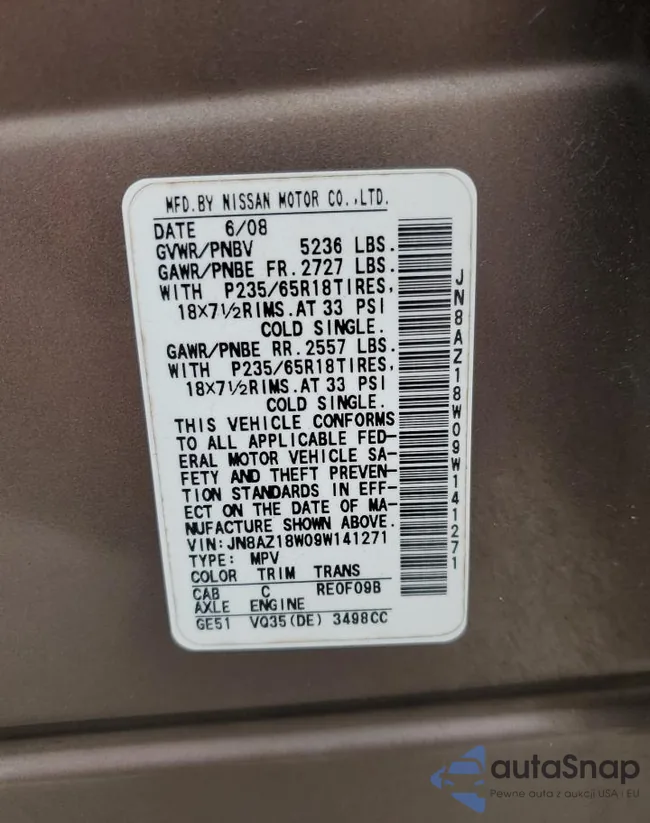 MFD.BY NISSAN MOTOR CO.,LTD.
DATE 6/08
GVWR/PNBV 5236 LBS.
GAWR/PNBE FR.2727 LBS.
WITH P235/65R18TIRES,
18×7½RIMS.AT 33 PSI
COLD SINGLE.
GAWR/PNBE RR.2557 LBS.
WITH P235/65R18TIRES,
18×7½RIMS.AT 33 PSI
COLD SINGLE.
THIS VEHICLE CONFORMS
TO ALL APPLICABLE FED-
ERAL MOTOR VEHICLE SA-
FETY AND THEFT PREVEN-
TION STANDARDS IN EFF-
ECT ON THE DATE OF MA-
NUFACTURE SHOWN ABOVE.
VIN:JN8AZ18W09W141271
TYPE: MPV
COLOR TRIM TRANS
CAB C RE0F09B
AXLE ENGINE
GE51 VQ35(DE) 3498CC
JN8AZ18W09W141271
autaSnap
Pewne auta z aukcji USA i EU